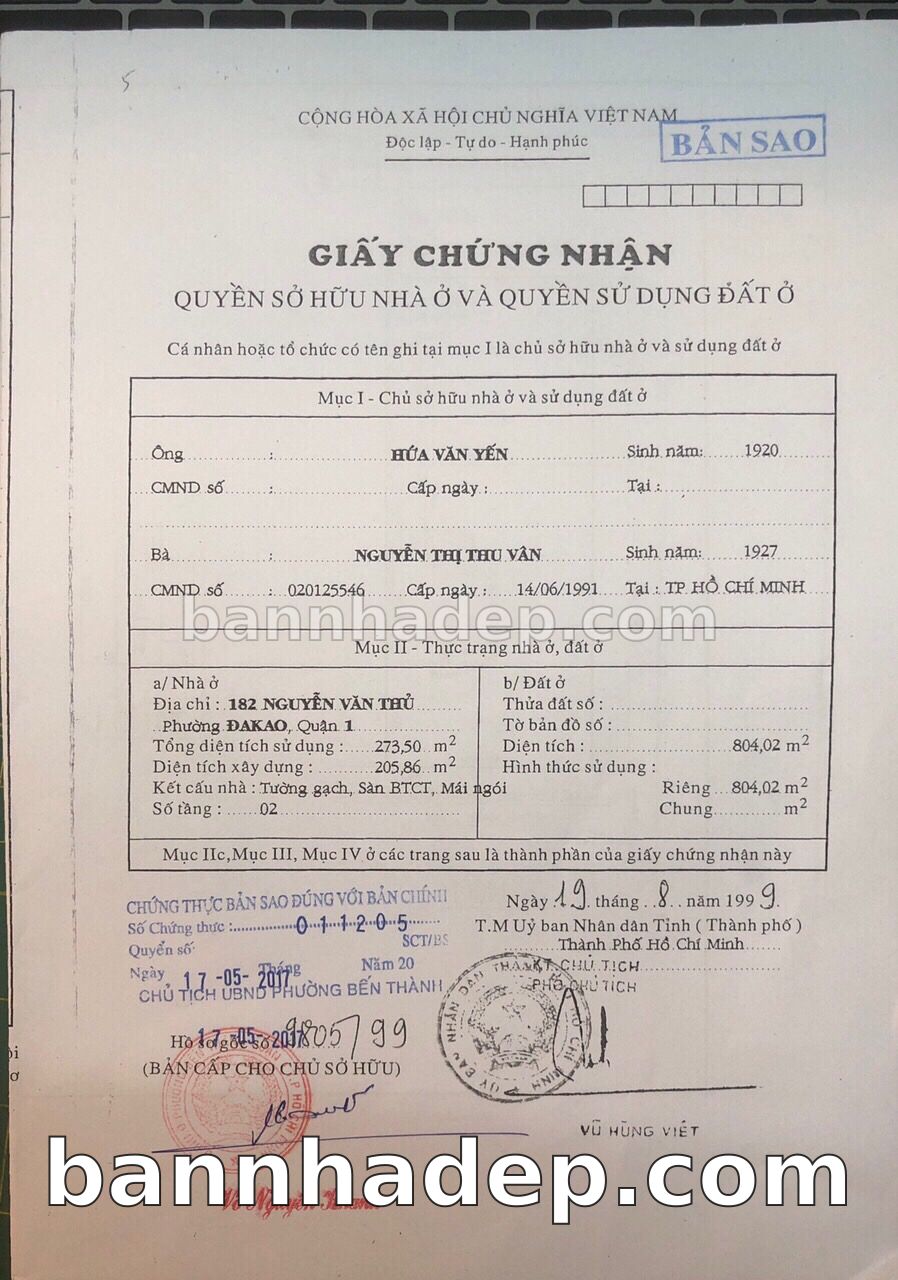 5
CỘNG HÒA XÃ HỘI CHỦ NGHĨA VIỆT NAM
Độc lập - Tự do - Hạnh phúc
BẢN SAO
GIẤY CHỨNG NHẬN
QUYỀN SỞ HỮU NHÀ Ở VÀ QUYỀN SỬ DỤNG ĐẤT Ở
Cá nhân hoặc tổ chức có tên ghi tại mục I là chủ sở hữu nhà ở và sử dụng đất ở
Mục I - Chủ sở hữu nhà ở và sử dụng đất ở
Ông : HỨA VĂN YẾN Sinh năm: 1920
CMND số : Cấp ngày : Tại :
Bà : NGUYỄN THỊ THU VÂN Sinh năm: 1927
CMND số : 020125546 Cấp ngày : 14/06/1991 Tại : TP HỒ CHÍ MINH
bannhadep.com
Mục II - Thực trạng nhà ở, đất ở
a/ Nhà ở
Địa chỉ : 182 NGUYỄN VĂN THỦ
Phường ĐAKAO, Quận 1
Tổng diện tích sử dụng : 273,50 m2
Diện tích xây dựng : 205,86 m2
Kết cấu nhà : Tường gạch, Sàn BTCT, Mái ngói
Số tầng : 02
b/ Đất ở
Thửa đất số :
Tờ bản đồ số :
Diện tích : 804,02 m2
Hình thức sử dụng :
Riêng 804,02 m2
Chung m2
Mục IIc,Mục III, Mục IV ở các trang sau là thành phần của giấy chứng nhận này
CHỨNG THỰC BẢN SAO ĐÚNG VỚI BẢN CHÍNH
Số Chứng thực : 011205
Quyển số: SCT/BS
Ngày 17-05-2017 Tháng Năm 20
CHỦ TỊCH UBND PHƯỜNG BẾN THÀNH
17-05-2017
Hồ sơ gốc số 9805/99
(BẢN CẤP CHO CHỦ SỞ HỮU)
Ngày 19 tháng 8 năm 1999.
T.M Uỷ ban Nhân dân Tỉnh ( Thành phố )
Thành Phố Hồ Chí Minh
KT. CHỦ TỊCH
PHÓ CHỦ TỊCH
VŨ HÙNG VIỆT
bannhadep.com